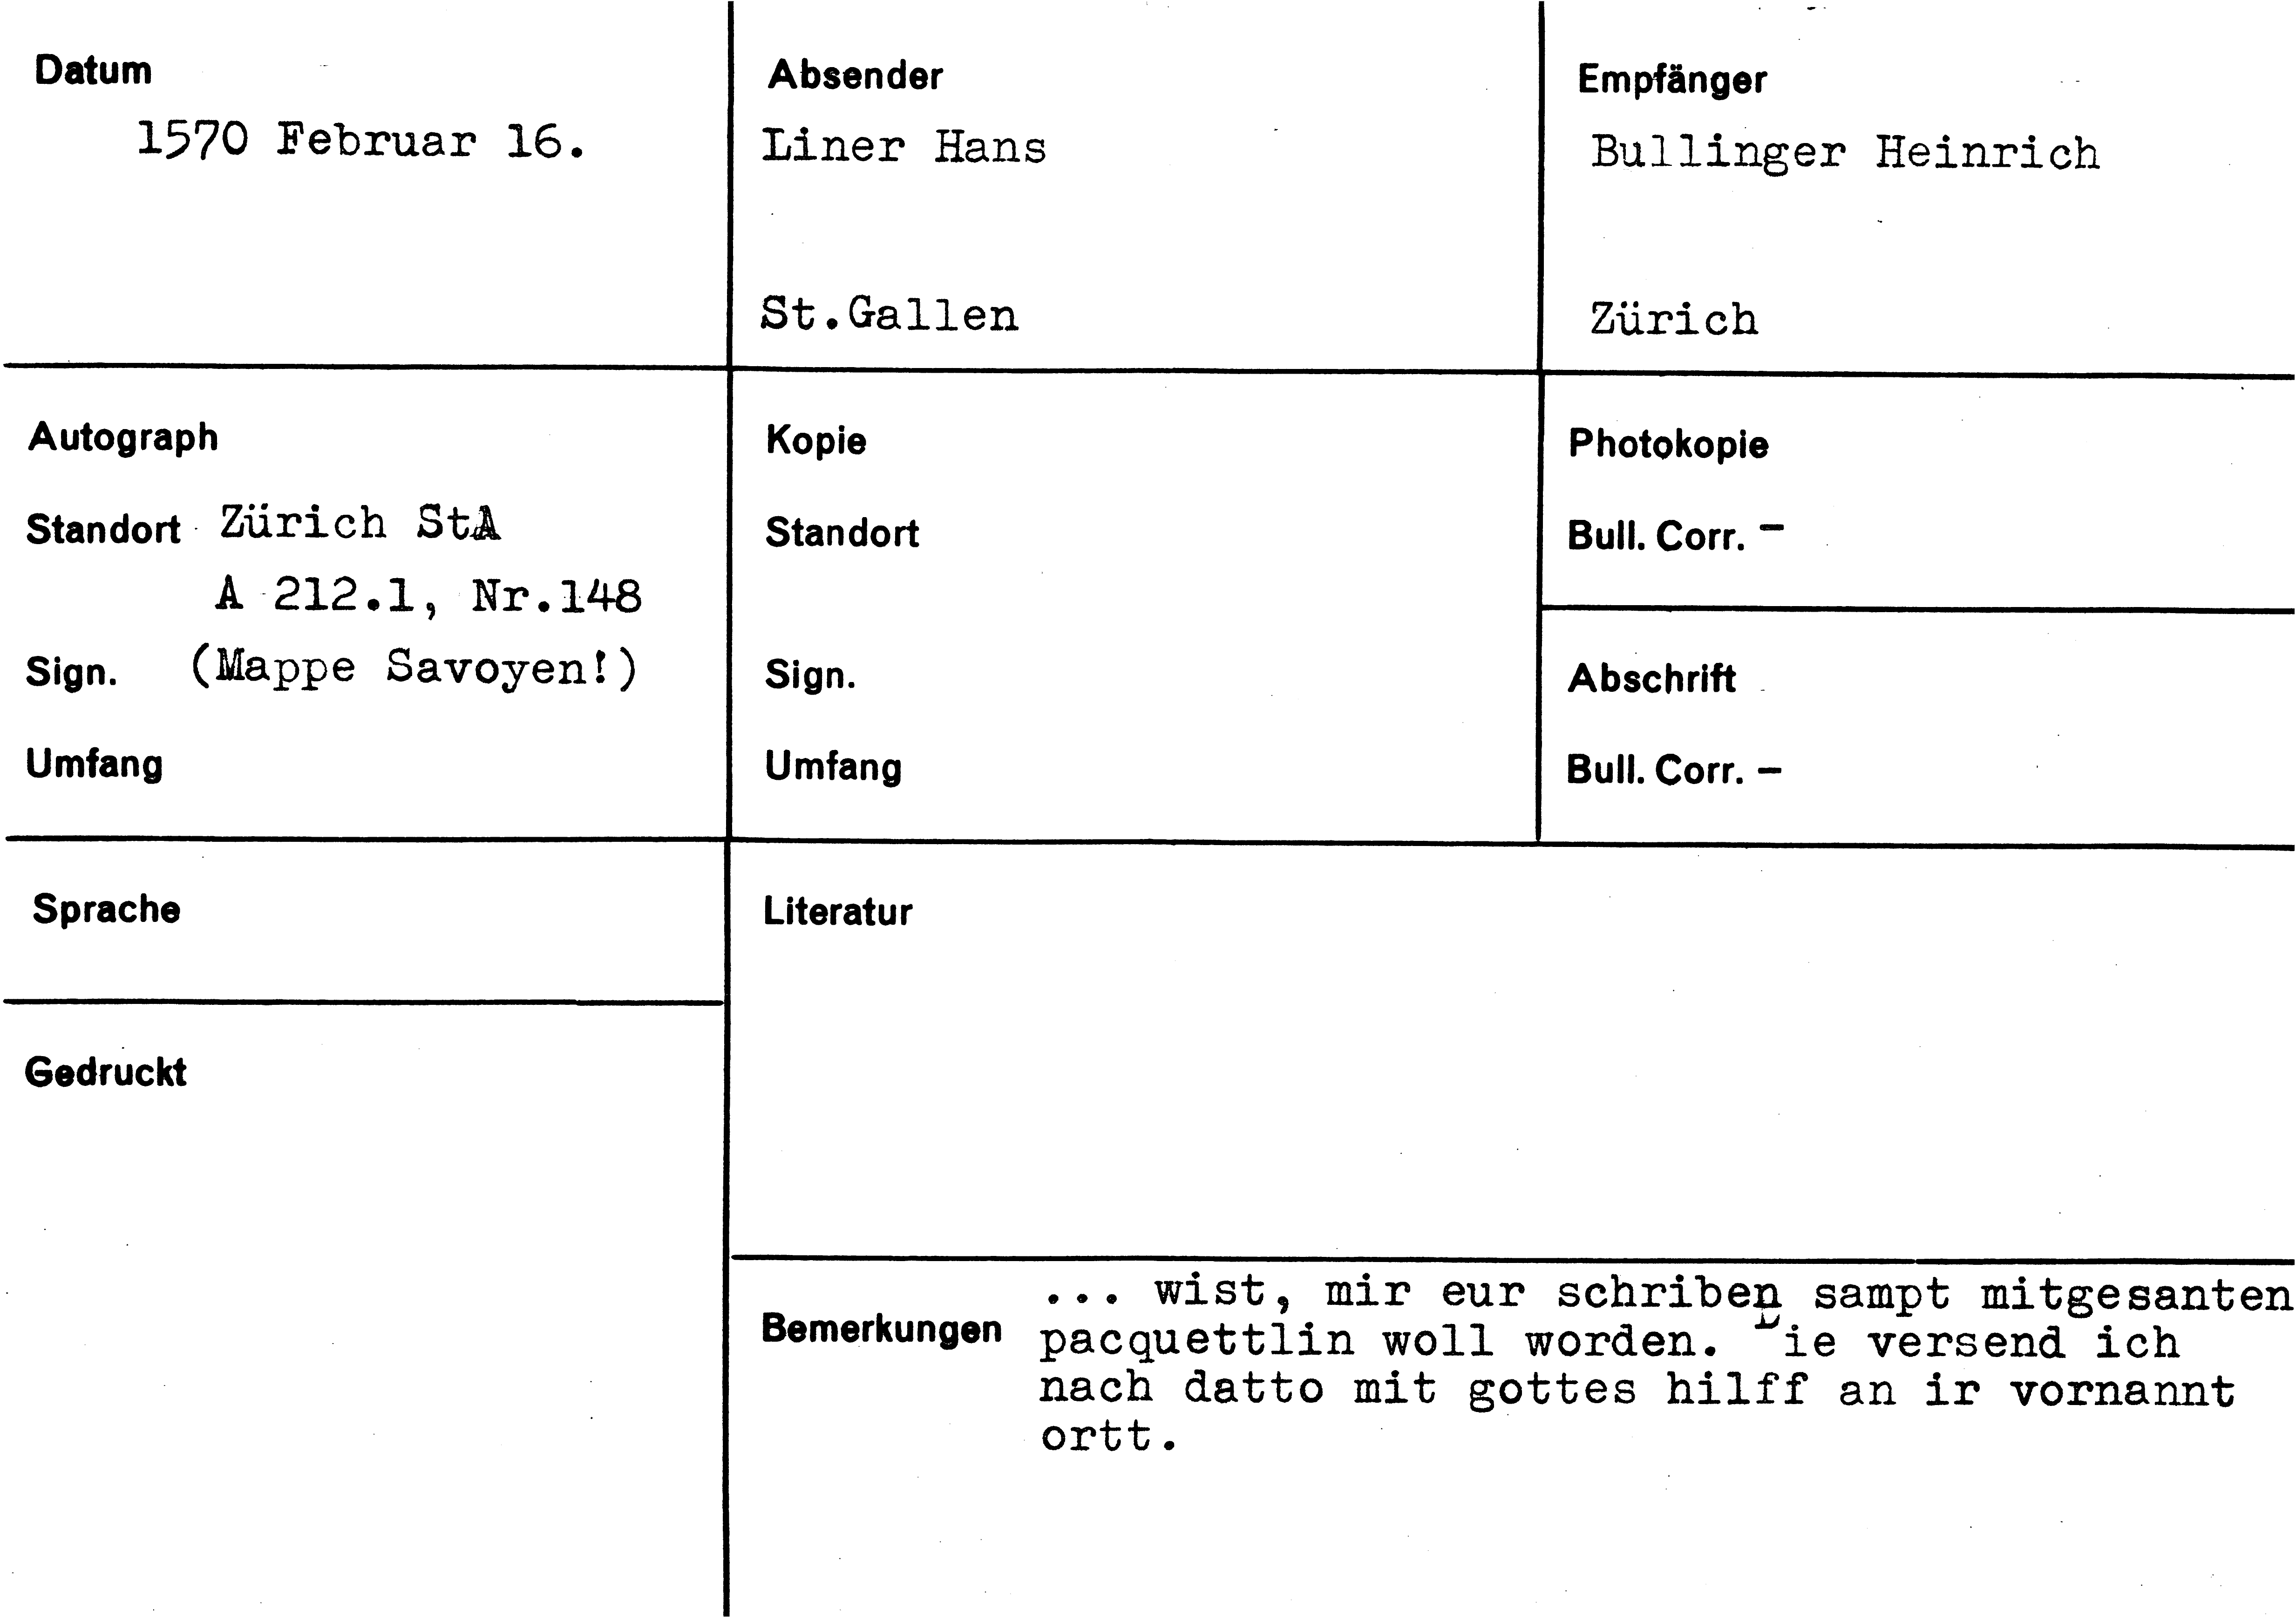 Datum
1570 Februar 16.
Absender
Liner Hans
St.Gallen
Empfänger
Bullinger Heinrich
Zürich
Autograph
Standort Zürich StA
A 212.1, Nr.148
Sign. (Mappe Savoyen!)
Umfang
Kopie
Standort
Sign.
Umfang
Photokopie
Bull. Corr. –
Abschrift
Bull. Corr. –
Sprache
Gedruckt
Literatur
Bemerkungen
... wist, mir eur schriben sampt mitgesanten
pacquettlin woll worden. Die versend ich
nach datto mit gottes hilff an ir vornannt
ortt.